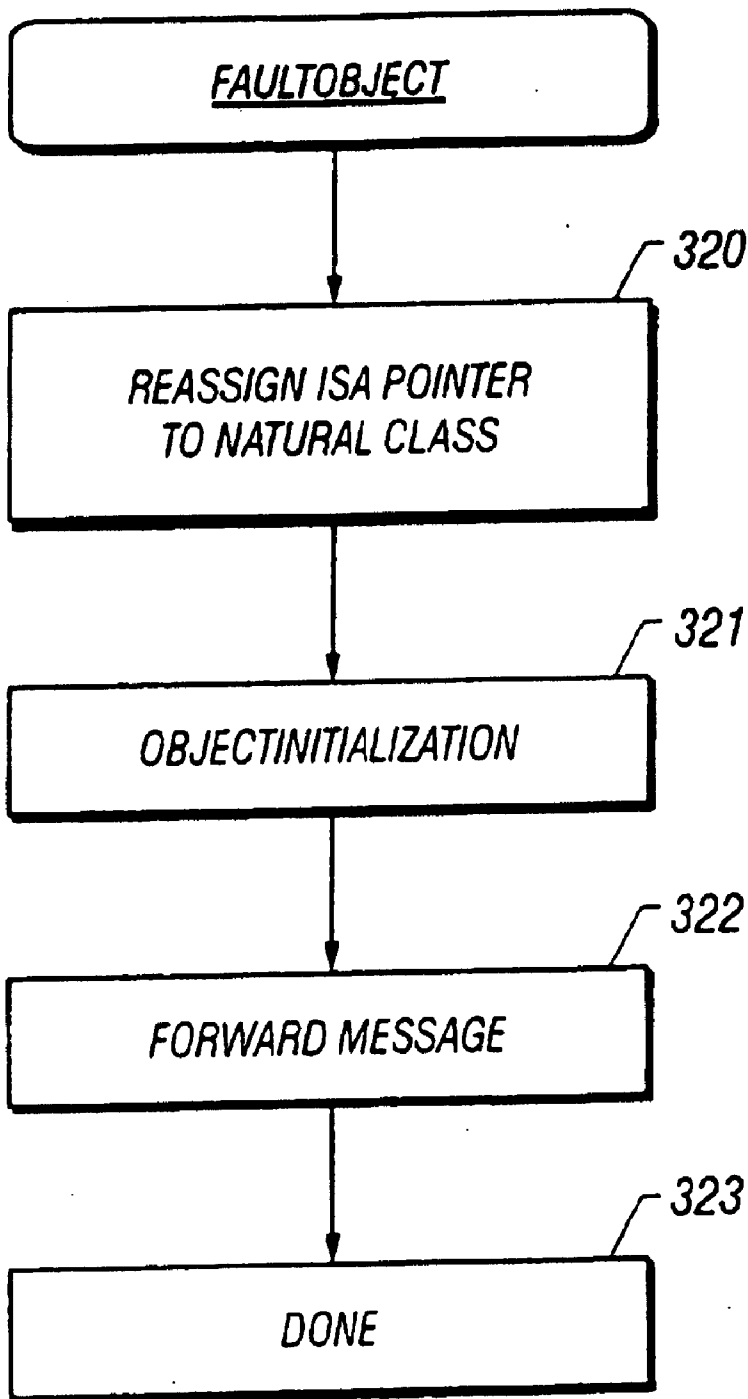 FAULTOBJECT
320
REASSIGN ISA POINTER
TO NATURAL CLASS
321
OBJECTINITIALIZATION
322
FORWARD MESSAGE
323
DONE